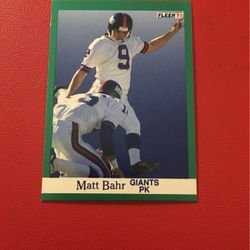 FLEER '91
9
Matt Bahr
GIANTS
PK